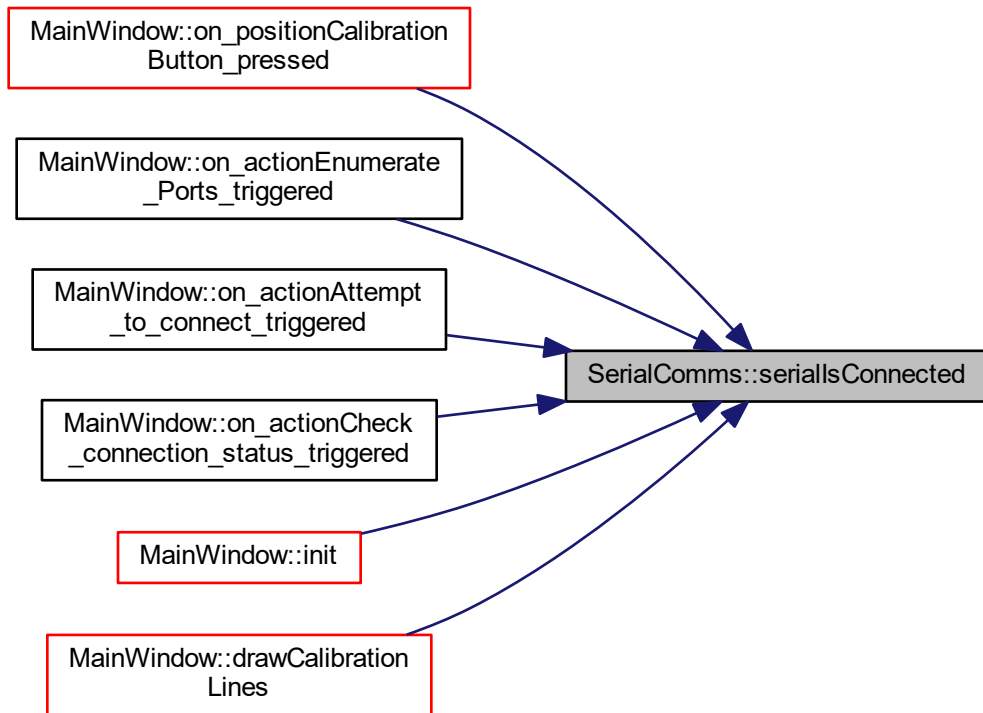 MainWindow::on_positionCalibration
Button_pressed
MainWindow::on_actionEnumerate
_Ports_triggered
MainWindow::on_actionAttempt
_to_connect_triggered
SerialComms::serialIsConnected
MainWindow::on_actionCheck
_connection_status_triggered
MainWindow::init
MainWindow::drawCalibration
Lines